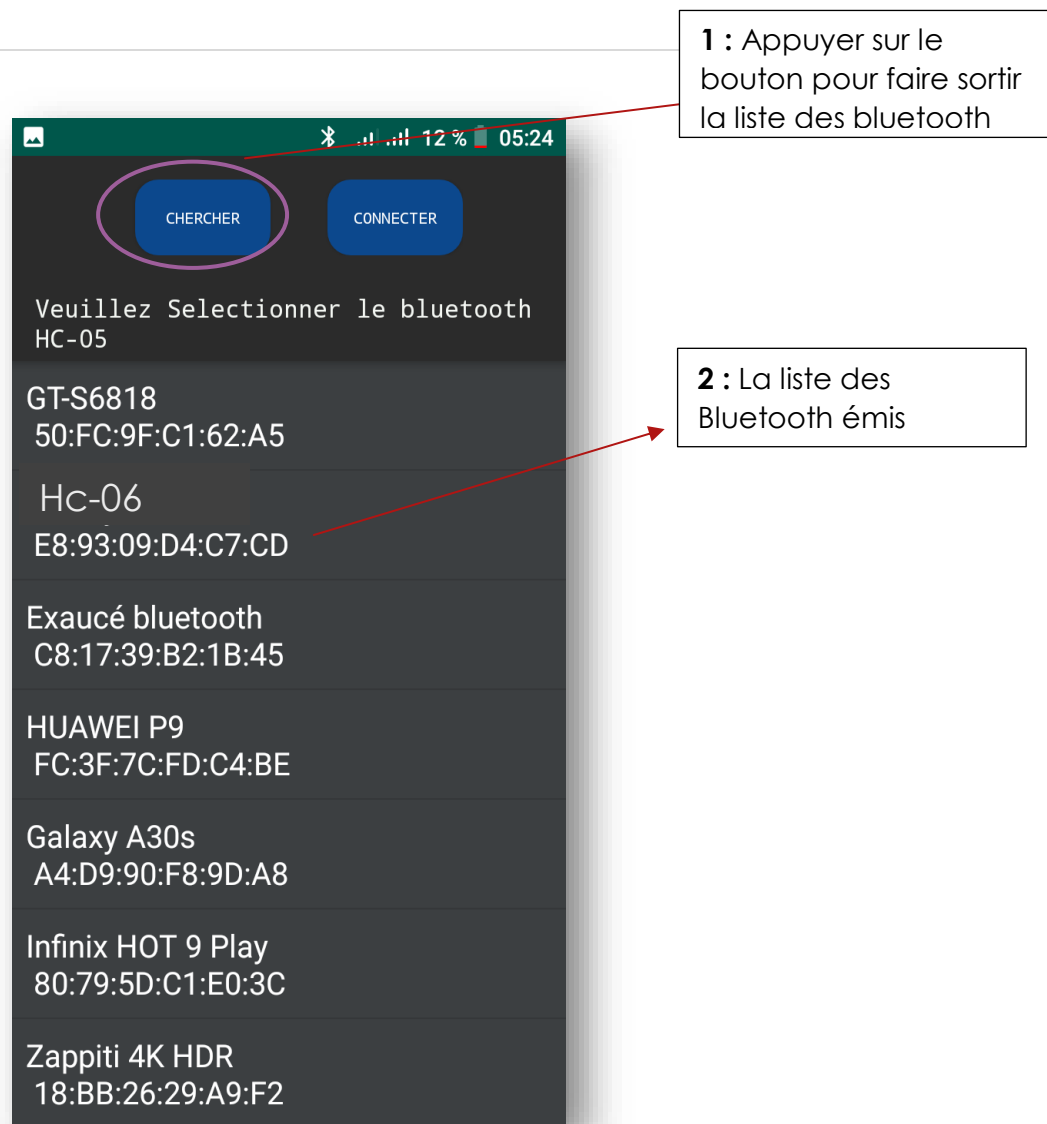 1 : Appuyer sur le
bouton pour faire sortir
la liste des bluetooth
12 % 05:24
CHERCHER CONNECTER
Veuillez Selectionner le bluetooth
HC-05
GT-S6818
50:FC:9F:C1:62:A5
2 : La liste des
Bluetooth émis
Hc-06
E8:93:09:D4:C7:CD
Exaucé bluetooth
C8:17:39:B2:1B:45
HUAWEI P9
FC:3F:7C:FD:C4:BE
Galaxy A30s
A4:D9:90:F8:9D:A8
Infinix HOT 9 Play
80:79:5D:C1:E0:3C
Zappiti 4K HDR
18:BB:26:29:A9:F2